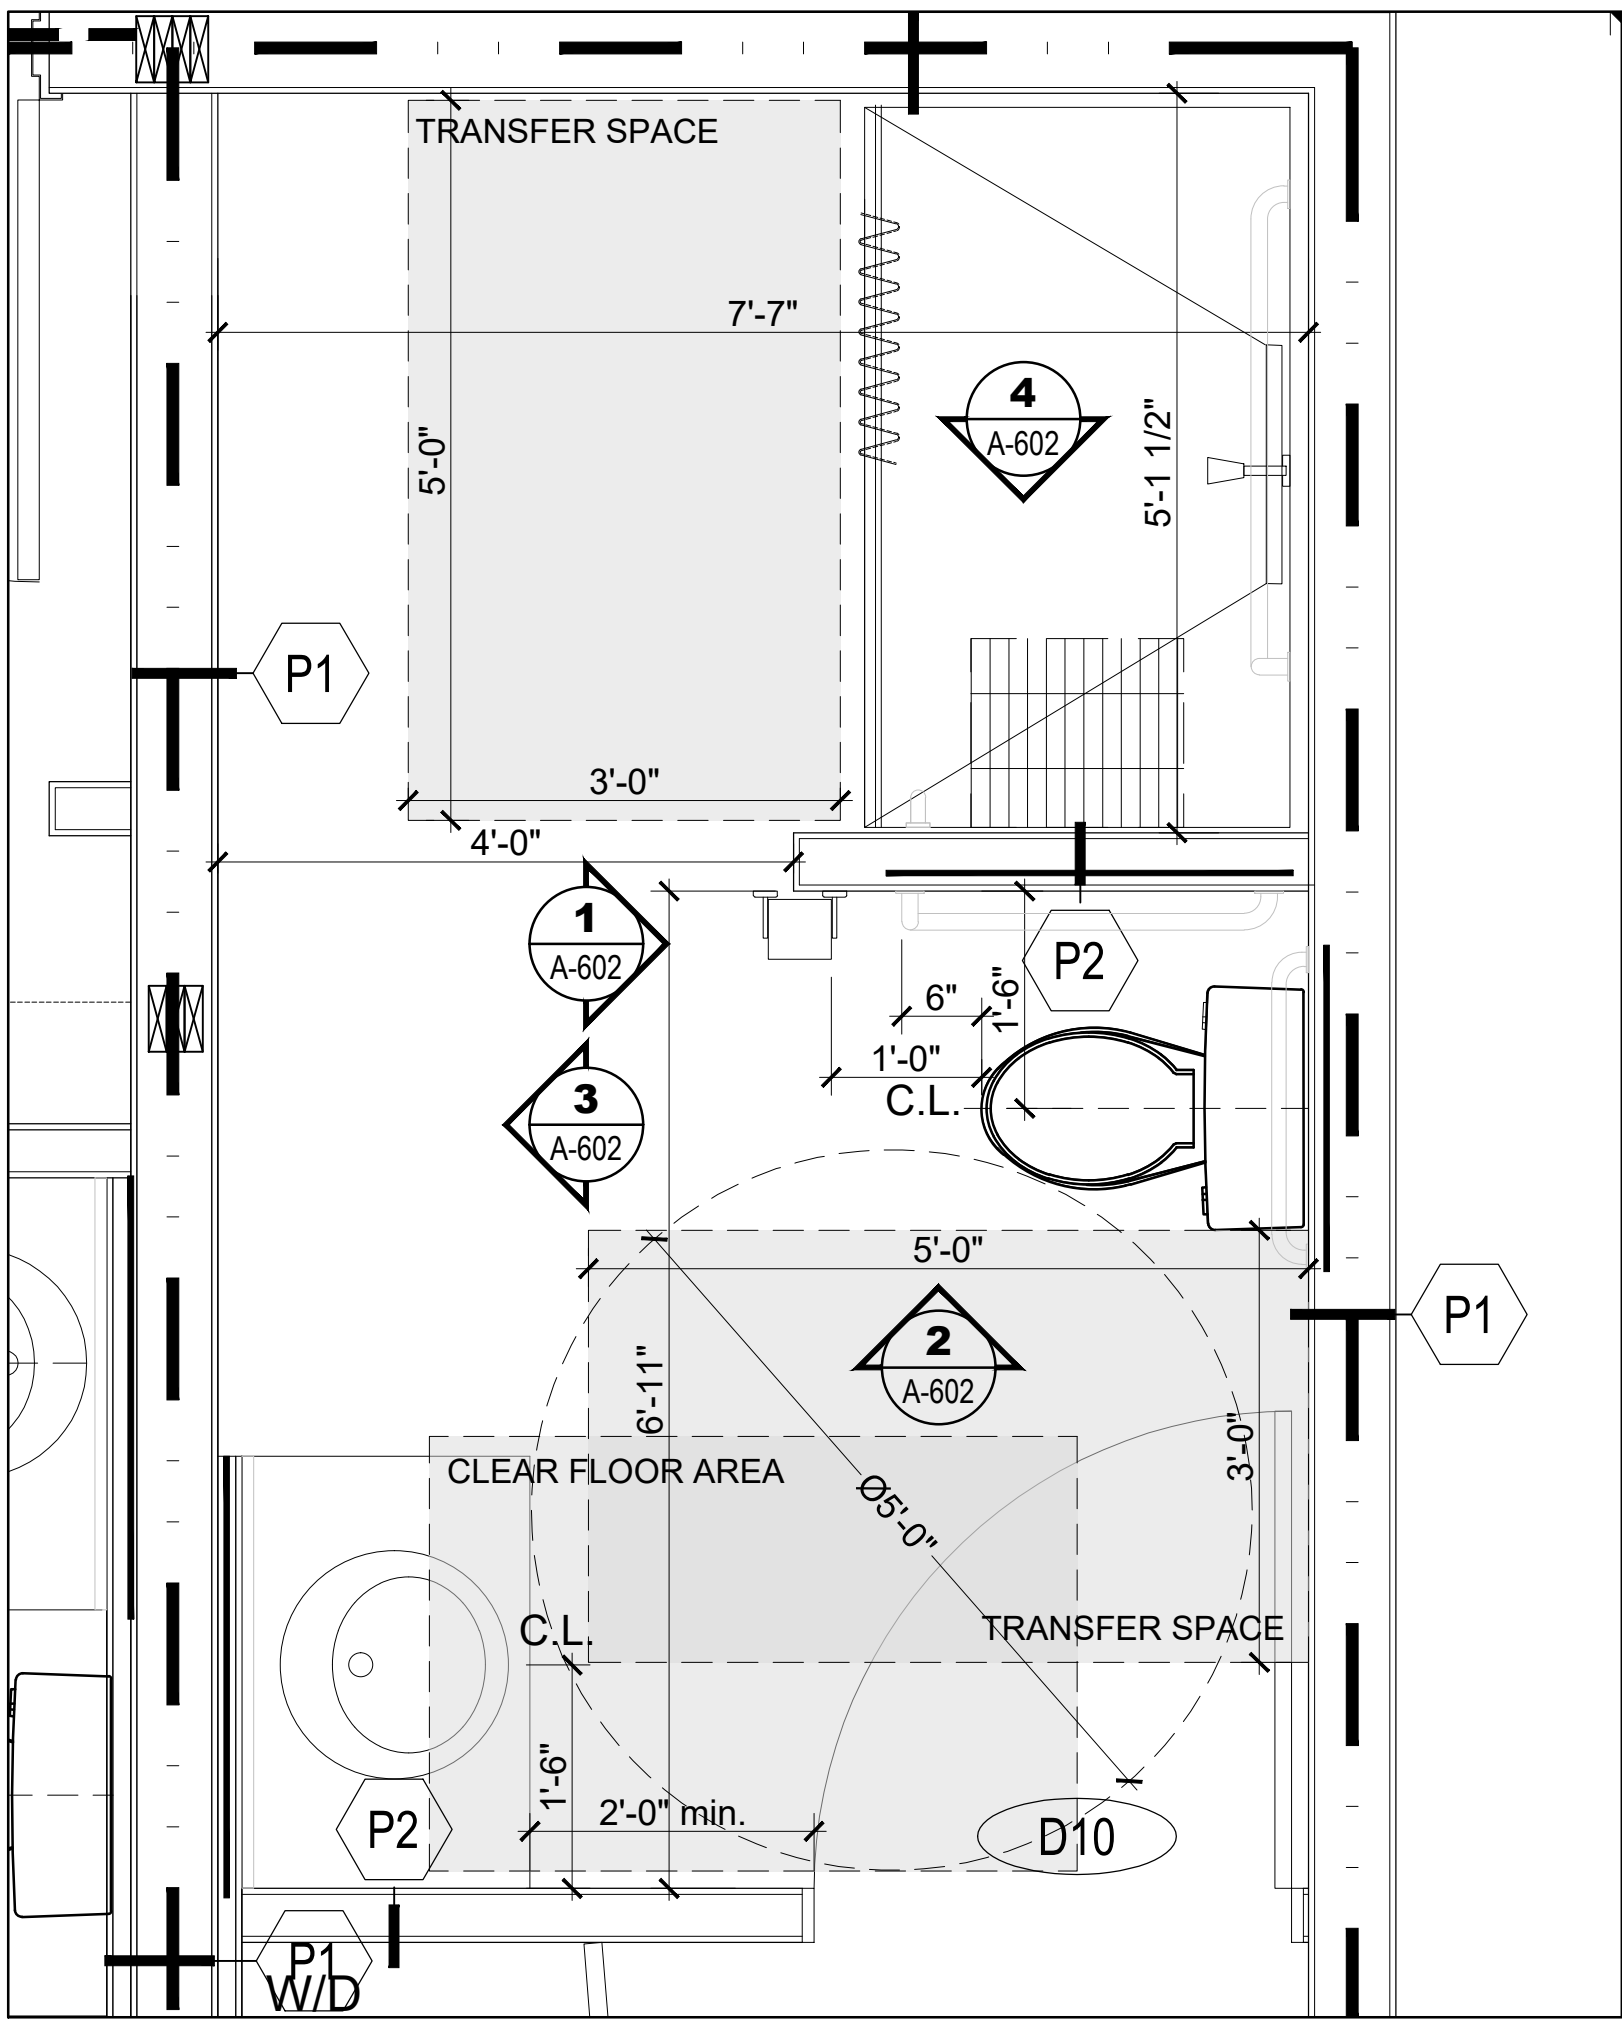 TRANSFER SPACE
7'-7"
4
A-602
5'-0"
5'-1 1/2"
P1
3'-0"
4'-0"
1
A-602
P2
6"
1'-6"
1'-0"
C.L.
3
A-602
5'-0"
P1
2
A-602
6'-11"
3'-0"
CLEAR FLOOR AREA
Ø5'-0"
C.L.
TRANSFER SPACE
1'-6"
2'-0" min.
P2
D10
P1
W/D